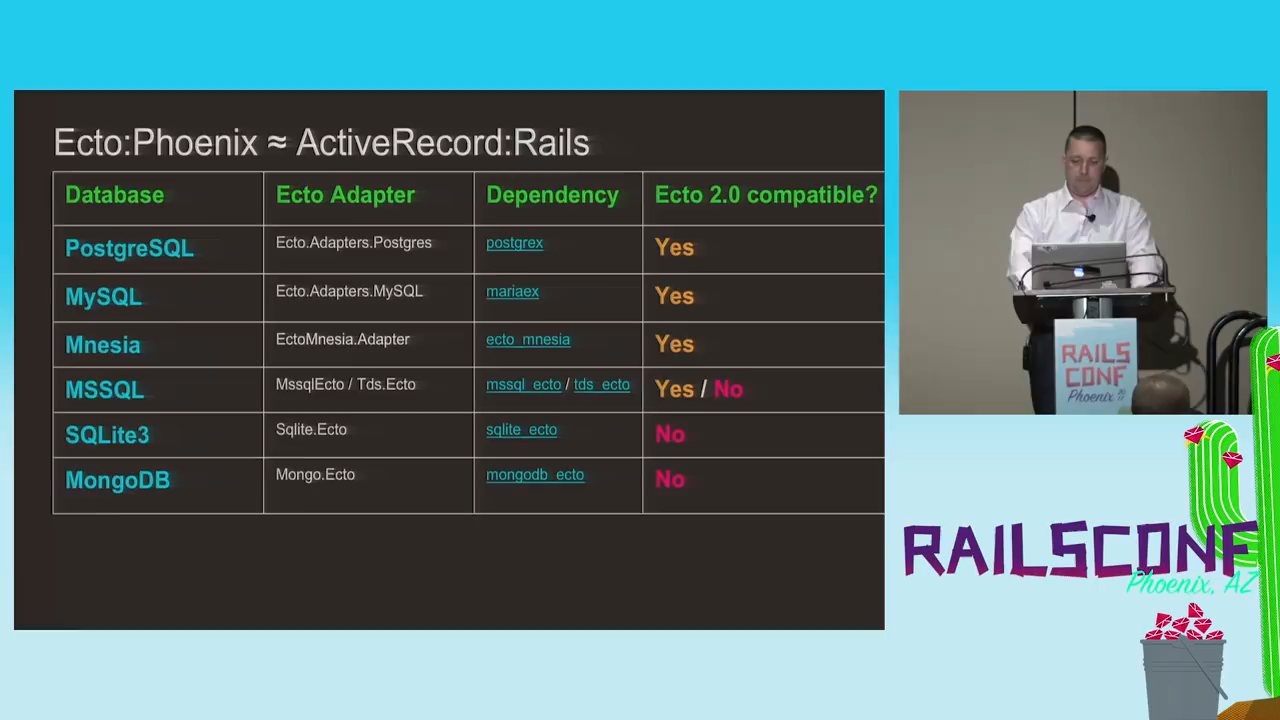 Ecto:Phoenix ≈ ActiveRecord:Rails
Database Ecto Adapter Dependency Ecto 2.0 compatible?
PostgreSQL Ecto.Adapters.Postgres postgrex Yes
MySQL Ecto.Adapters.MySQL mariaex Yes
Mnesia EctoMnesia.Adapter ecto_mnesia Yes
MSSQL MssqlEcto / Tds.Ecto mssql_ecto / tds_ecto Yes / No
SQLite3 Sqlite.Ecto sqlite_ecto No
MongoDB Mongo.Ecto mongodb_ecto No
RAILS
CONF
Phoenix
RAILSCONF
Phoenix, AZ